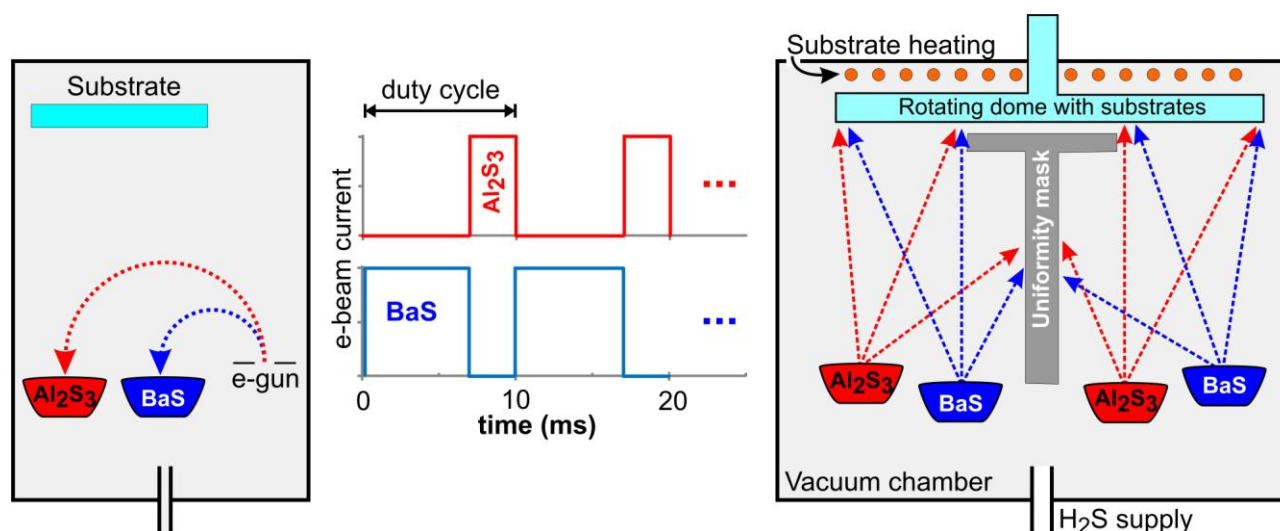 Substrate
Al₂S₃
BaS
e-gun
duty cycle
e-beam current
Al₂S₃
...
BaS
...
0
10
20
time (ms)
Substrate heating
Rotating dome with substrates
Uniformity mask
Al₂S₃
BaS
Al₂S₃
BaS
Vacuum chamber
H₂S supply